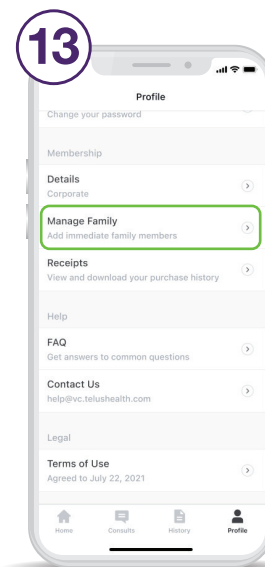 13
Profile
Change your password
Membership
Details
Corporate
Manage Family
Add immediate family members
Receipts
View and download your purchase history
Help
FAQ
Get answers to common questions
Contact Us
help@vc.telushealth.com
Legal
Terms of Use
Agreed to July 22, 2021
Home Consults History Profile